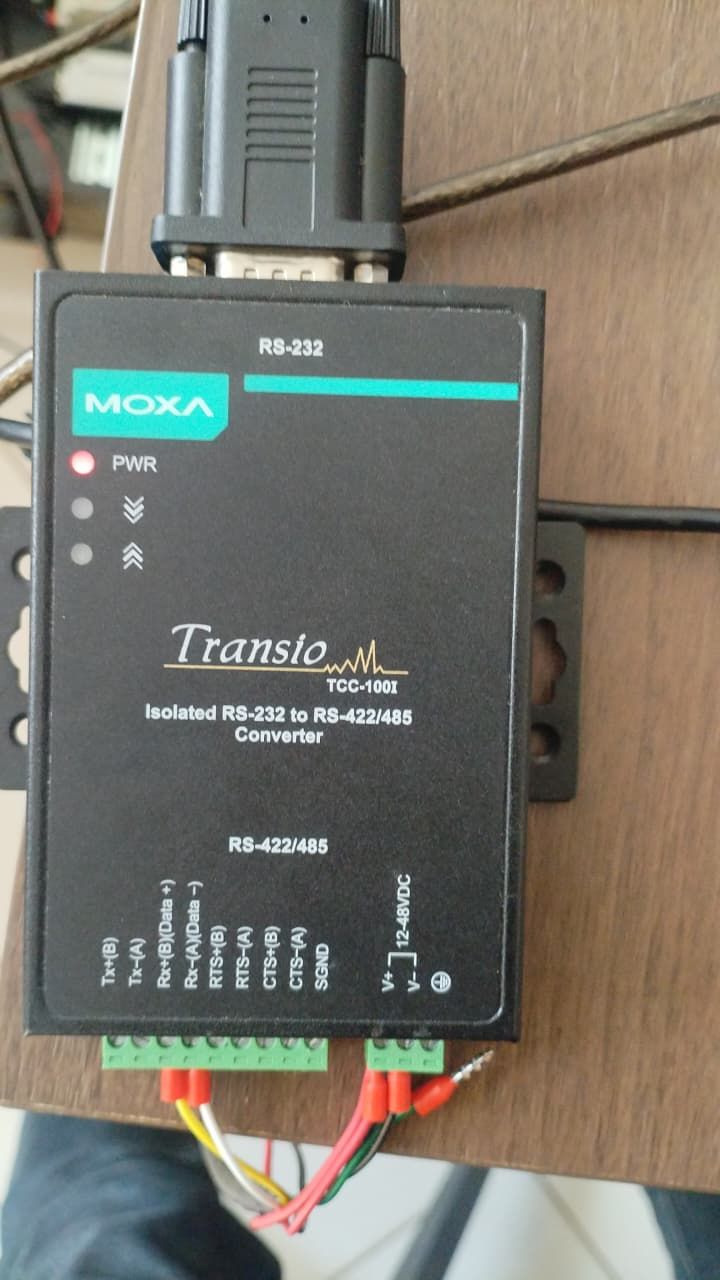 RS-232
MOXA
PWR
Transio
TCC-100I
Isolated RS-232 to RS-422/485
Converter
RS-422/485
Tx+(B)
Tx-(A)
Rx+(B)(Data +)
Rx-(A)(Data -)
RTS+(B)
RTS-(A)
CTS+(B)
CTS-(A)
SGND
V+
V-
12-48VDC